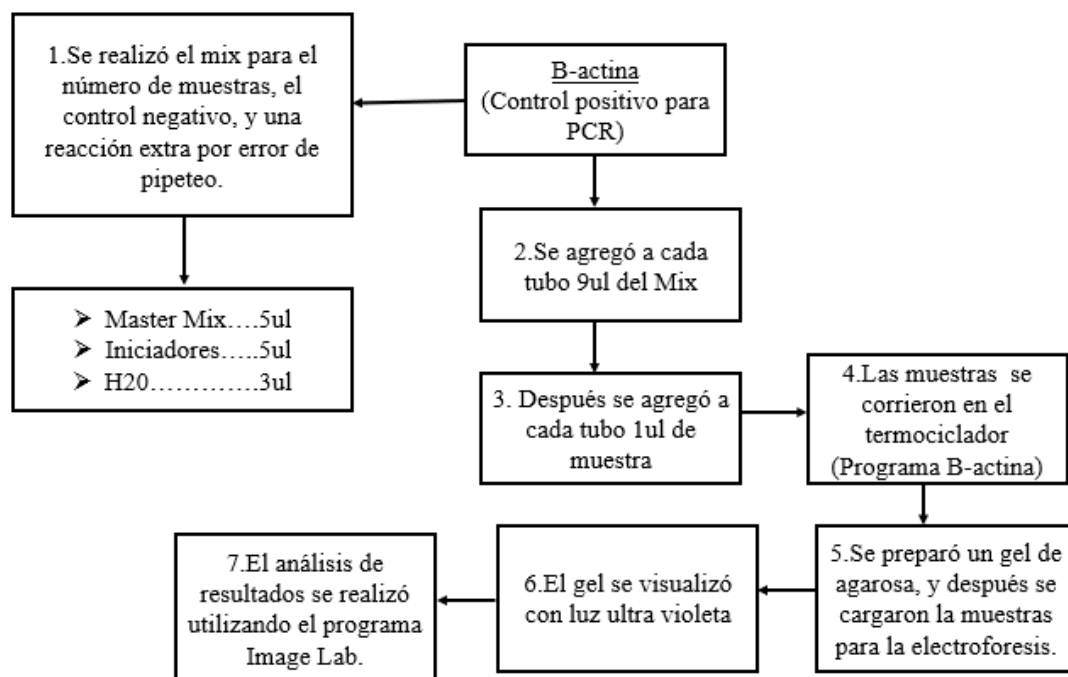 1.Se realizó el mix para el
número de muestras, el
control negativo, y una
reacción extra por error de
pipeteo.
B-actina
(Control positivo para
PCR)
➤ Master Mix….5ul
➤ Iniciadores…..5ul
➤ H20………….3ul
2.Se agregó a cada
tubo 9ul del Mix
3. Después se agregó a
cada tubo 1ul de
muestra
4.Las muestras se
corrieron en el
termociclador
(Programa B-actina)
5.Se preparó un gel de
agarosa, y después se
cargaron la muestras
para la electroforesis.
6.El gel se visualizó
con luz ultra violeta
7.El análisis de
resultados se realizó
utilizando el programa
Image Lab.